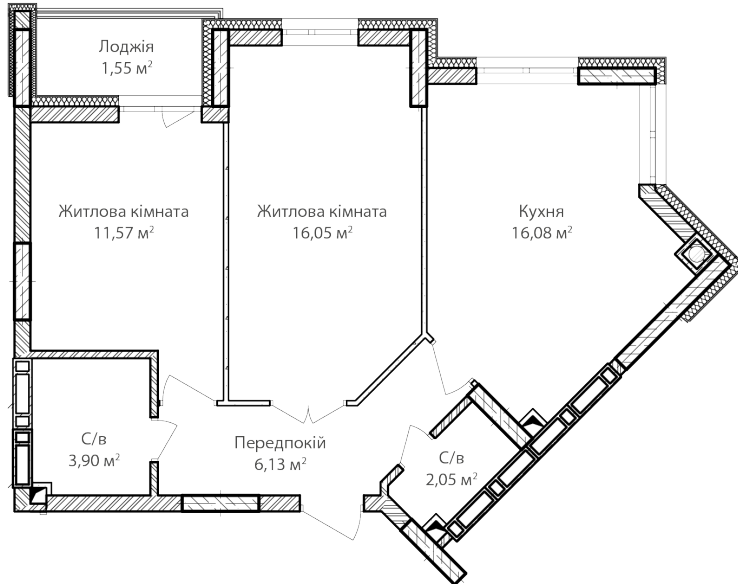 Лоджія
1,55 м²
Житлова кімната
11,57 м²
Житлова кімната
16,05 м²
Кухня
16,08 м²
С/в
3,90 м²
Передпокій
6,13 м²
С/в
2,05 м²